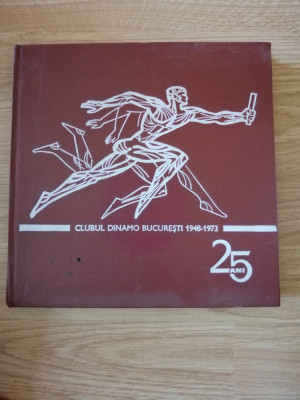 CLUBUL DINAMO BUCUREȘTI 1948-1973
25
ANI